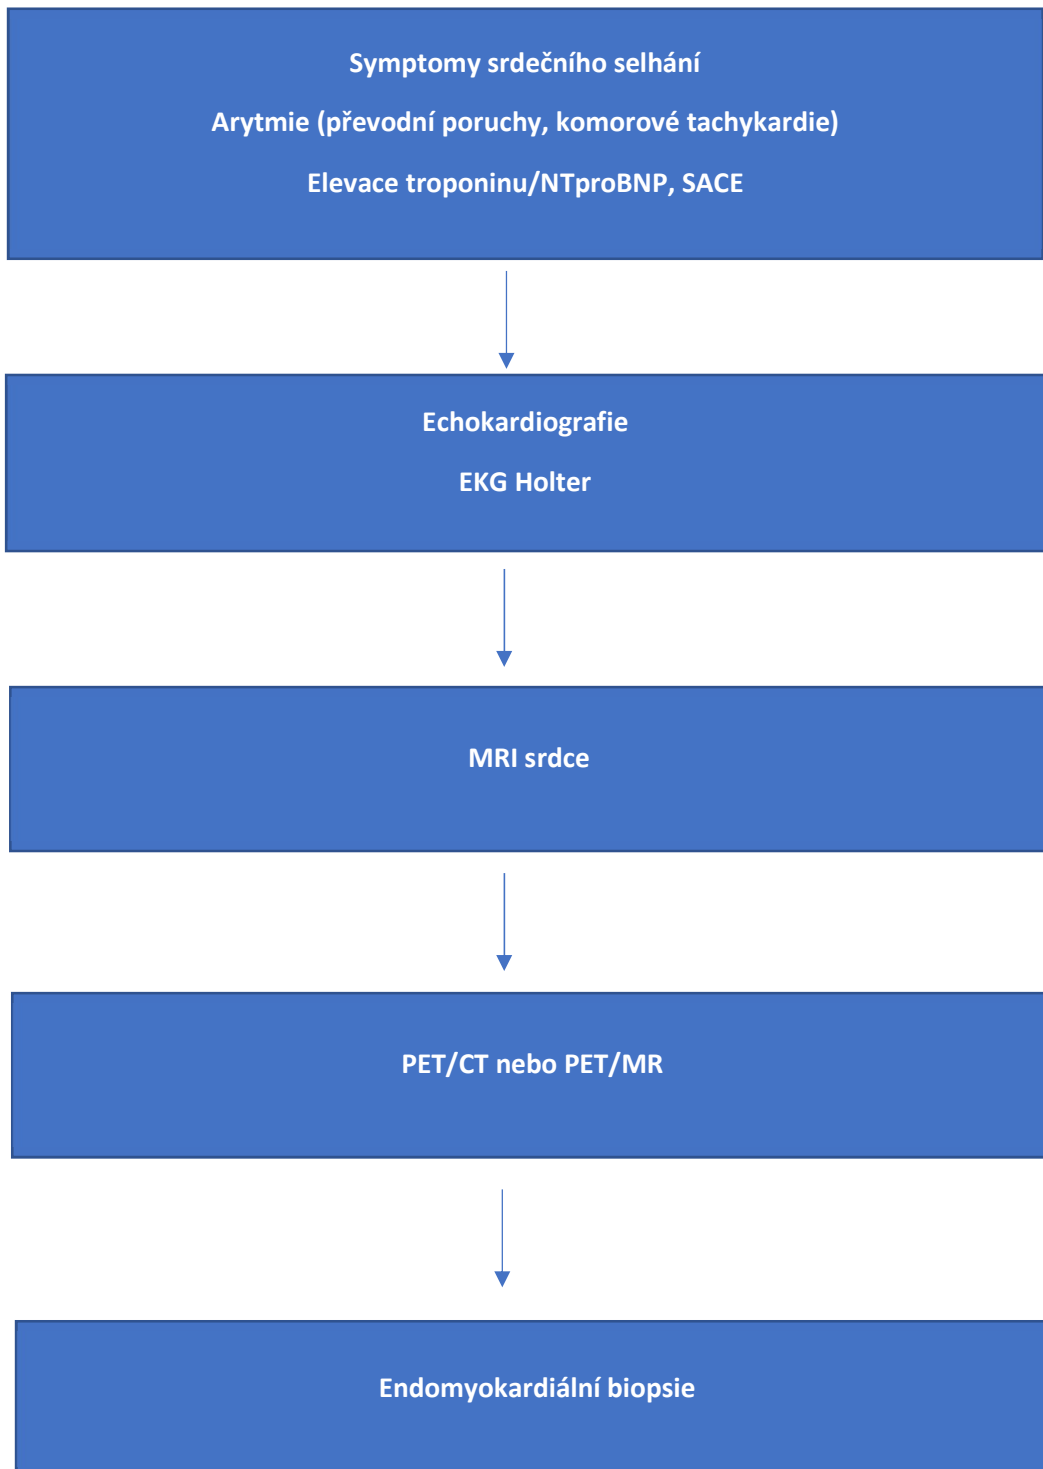 Symptomy srdečního selhání
Arytmie (převodní poruchy, komorové tachykardie)
Elevace troponinu/NTproBNP, SACE
Echokardiografie
EKG Holter
MRI srdce
PET/CT nebo PET/MR
Endomyokardiální biopsie